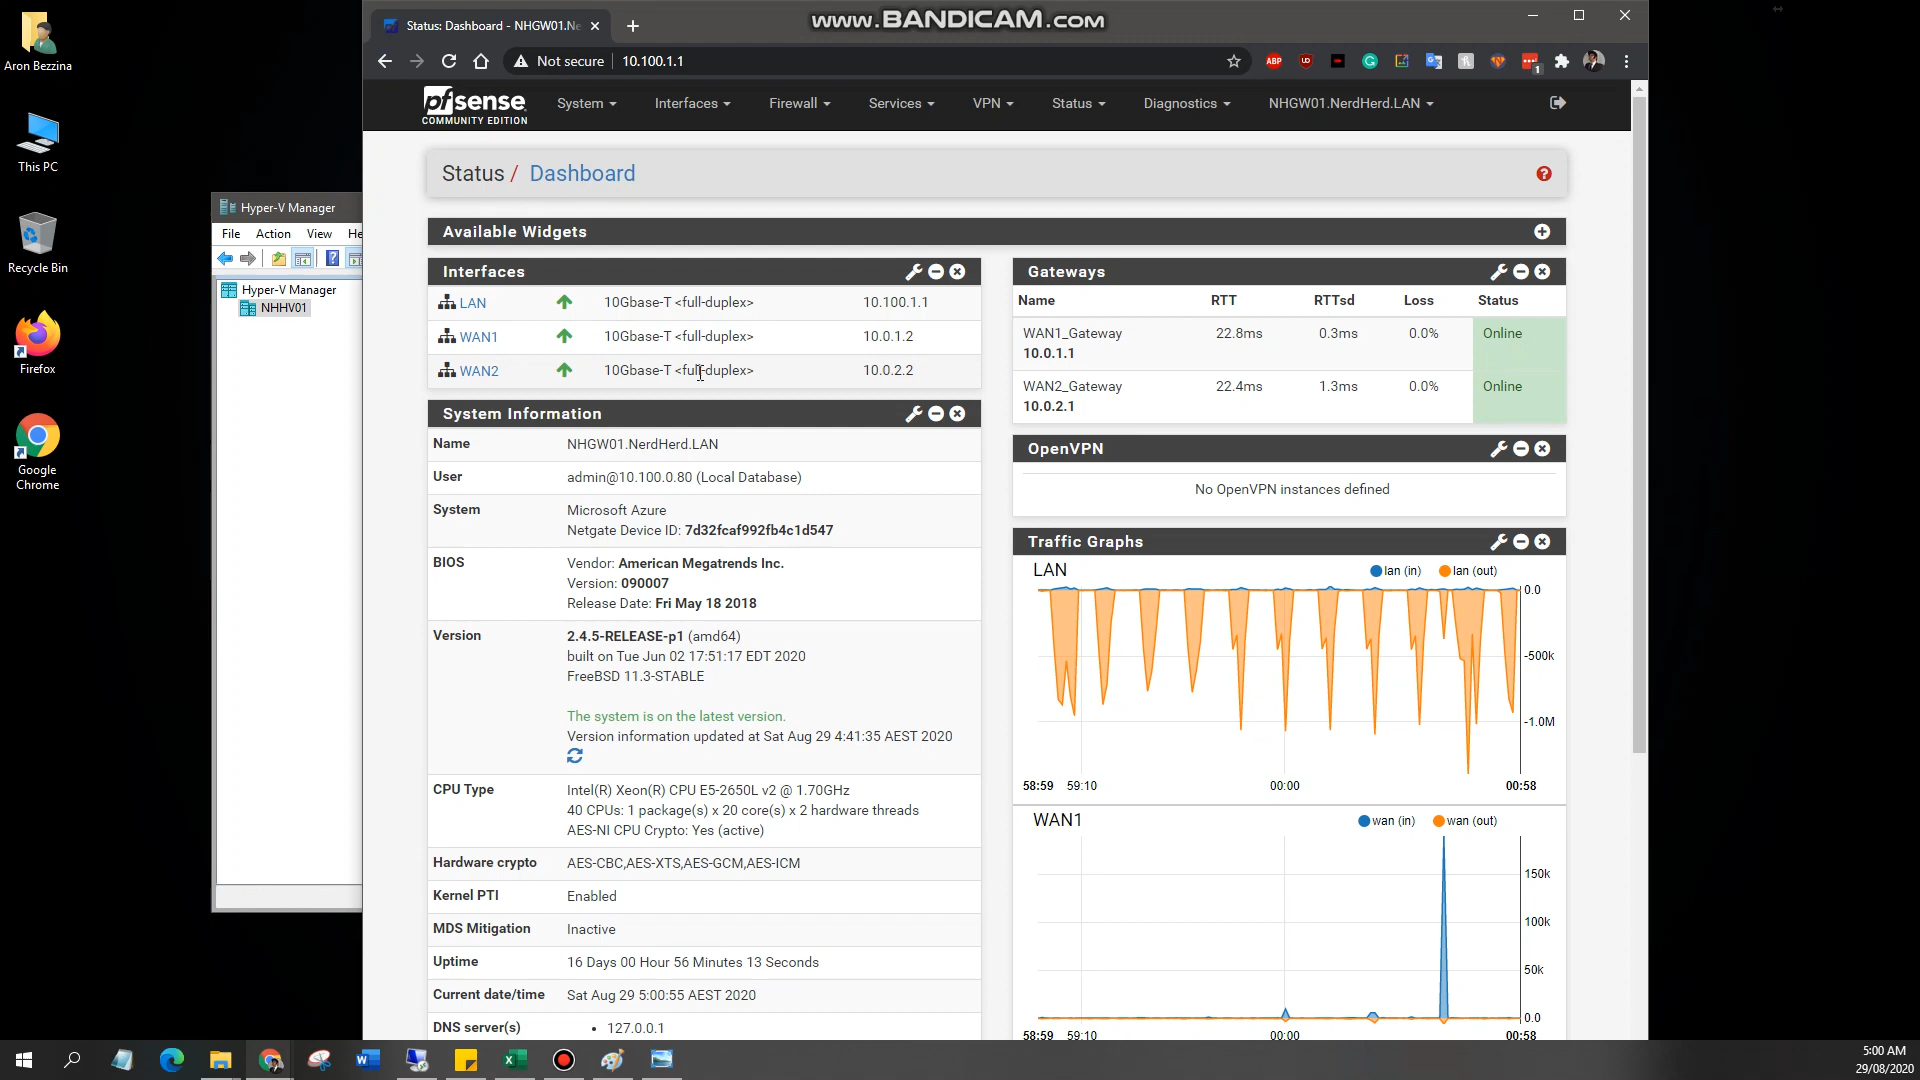 Aron Bezzina
This PC
Recycle Bin
Firefox
Google
Chrome
Hyper-V Manager
File Action View He
Hyper-V Manager
NHHV01
Status: Dashboard - NHGW01.Ne
www.BANDICAM.com
Not secure 10.100.1.1
ABP
1
pfsense
COMMUNITY EDITION
System Interfaces Firewall Services VPN Status Diagnostics NHGW01.NerdHerd.LAN
Status / Dashboard
Available Widgets
Interfaces
LAN 10Gbase-T <full-duplex> 10.100.1.1
WAN1 10Gbase-T <full-duplex> 10.0.1.2
WAN2 10Gbase-T <full-duplex> 10.0.2.2
System Information
Name NHGW01.NerdHerd.LAN
User admin@10.100.0.80 (Local Database)
System Microsoft Azure
Netgate Device ID: 7d32fcaf992fb4c1d547
BIOS Vendor: American Megatrends Inc.
Version: 090007
Release Date: Fri May 18 2018
Version 2.4.5-RELEASE-p1 (amd64)
built on Tue Jun 02 17:51:17 EDT 2020
FreeBSD 11.3-STABLE
The system is on the latest version.
Version information updated at Sat Aug 29 4:41:35 AEST 2020
CPU Type Intel(R) Xeon(R) CPU E5-2650L v2 @ 1.70GHz
40 CPUs: 1 package(s) x 20 core(s) x 2 hardware threads
AES-NI CPU Crypto: Yes (active)
Hardware crypto AES-CBC,AES-XTS,AES-GCM,AES-ICM
Kernel PTI Enabled
MDS Mitigation Inactive
Uptime 16 Days 00 Hour 56 Minutes 13 Seconds
Current date/time Sat Aug 29 5:00:55 AEST 2020
DNS server(s) • 127.0.0.1
Gateways
Name RTT RTTsd Loss Status
WAN1_Gateway 22.8ms 0.3ms 0.0% Online
10.0.1.1
WAN2_Gateway 22.4ms 1.3ms 0.0% Online
10.0.2.1
OpenVPN
No OpenVPN instances defined
Traffic Graphs
LAN lan (in) lan (out)
0.0
-500k
-1.0M
58:59 59:10 00:00 00:58
WAN1 wan (in) wan (out)
150k
100k
50k
0.0
58:59 59:10 00:00 00:58
5:00 AM
29/08/2020